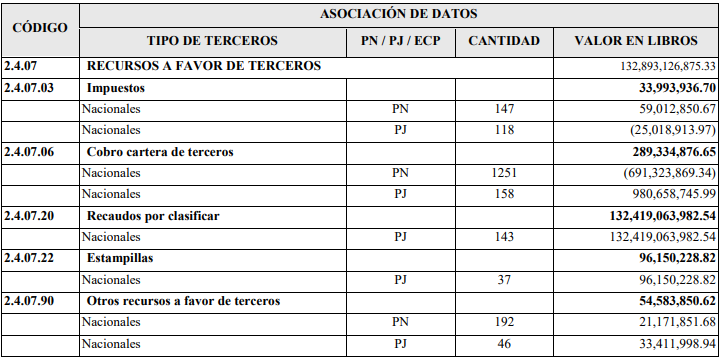 CÓDIGO ASOCIACIÓN DE DATOS
TIPO DE TERCEROS PN / PJ / ECP CANTIDAD VALOR EN LIBROS
2.4.07 RECURSOS A FAVOR DE TERCEROS 132,893,126,875.33
2.4.07.03 Impuestos 33,993,936.70
Nacionales PN 147 59,012,850.67
Nacionales PJ 118 (25,018,913.97)
2.4.07.06 Cobro cartera de terceros 289,334,876.65
Nacionales PN 1251 (691,323,869.34)
Nacionales PJ 158 980,658,745.99
2.4.07.20 Recaudos por clasificar 132,419,063,982.54
Nacionales PJ 143 132,419,063,982.54
2.4.07.22 Estampillas 96,150,228.82
Nacionales PJ 37 96,150,228.82
2.4.07.90 Otros recursos a favor de terceros 54,583,850.62
Nacionales PN 192 21,171,851.68
Nacionales PJ 46 33,411,998.94